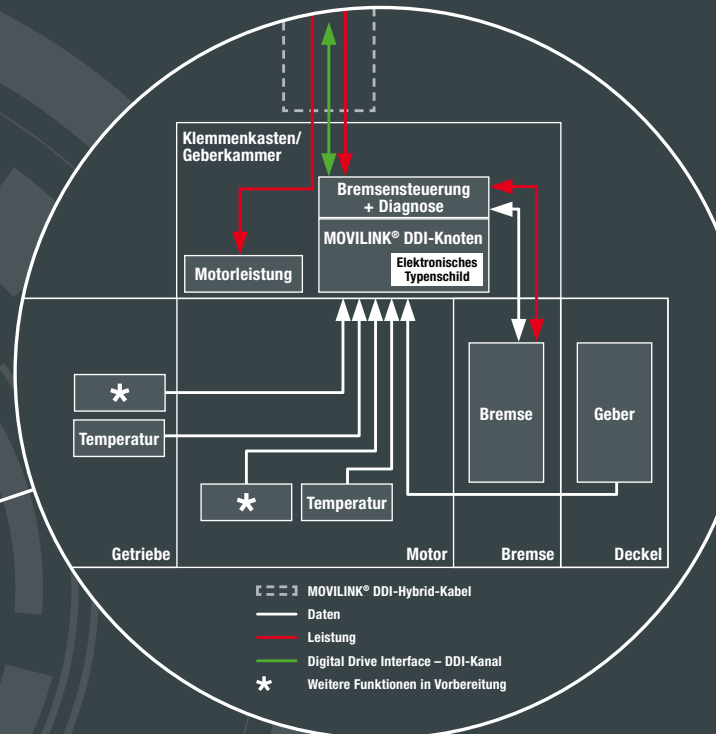 Klemmenkasten/
Geberkammer
Bremsensteuerung
+ Diagnose
MOVILINK® DDI-Knoten
Elektronisches
Typenschild
Motorleistung
*
Temperatur
*
Temperatur
Bremse
Geber
Getriebe
Motor
Bremse
Deckel
MOVILINK® DDI-Hybrid-Kabel
Daten
Leistung
Digital Drive Interface – DDI-Kanal
* Weitere Funktionen in Vorbereitung